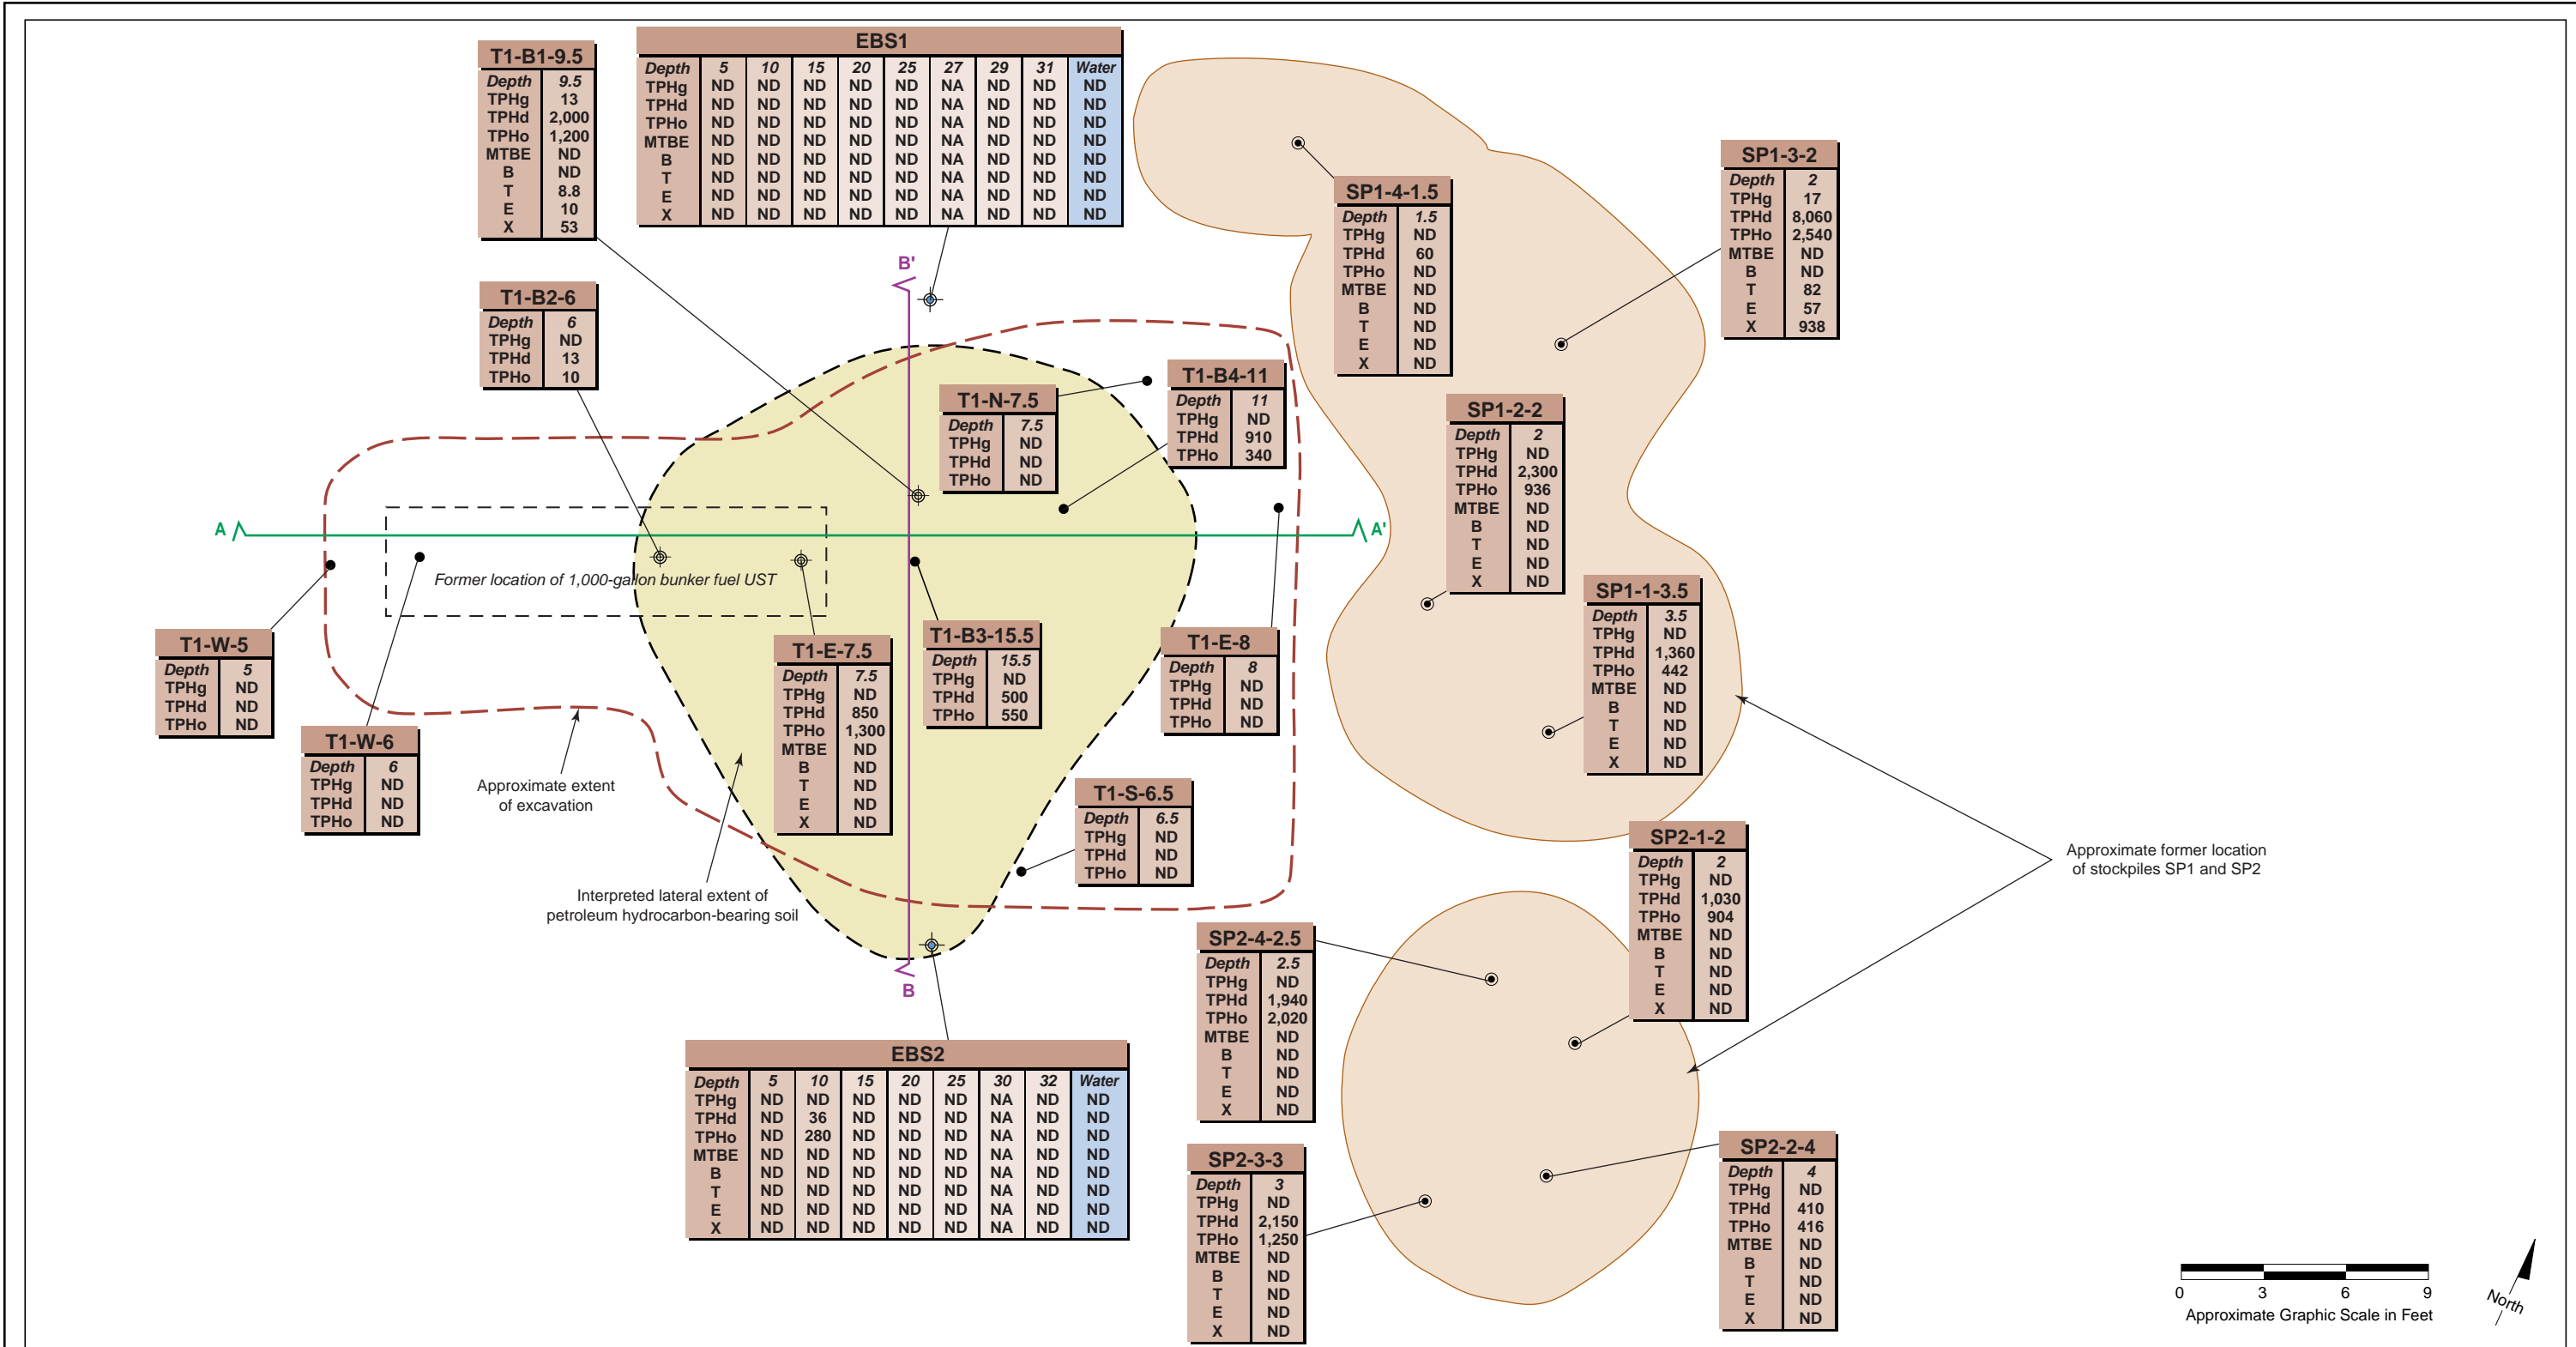 T1-B1-9.5
Depth 9.5
TPHg 13
TPHd 2,000
TPHo 1,200
MTBE ND
B ND
T 8.8
E 10
X 53
EBS1
Depth 5 10 15 20 25 27 29 31 Water
TPHg ND ND ND ND ND NA ND ND ND
TPHd ND ND ND ND ND NA ND ND ND
TPHo ND ND ND ND ND NA ND ND ND
MTBE ND ND ND ND ND NA ND ND ND
B ND ND ND ND ND NA ND ND ND
T ND ND ND ND ND NA ND ND ND
E ND ND ND ND ND NA ND ND ND
X ND ND ND ND ND NA ND ND ND
SP1-4-1.5
Depth 1.5
TPHg ND
TPHd 60
TPHo ND
MTBE ND
B ND
T ND
E ND
X ND
SP1-3-2
Depth 2
TPHg 17
TPHd 8,060
TPHo 2,540
MTBE ND
B ND
T 82
E 57
X 938
T1-B2-6
Depth 6
TPHg ND
TPHd 13
TPHo 10
B'
T1-N-7.5
Depth 7.5
TPHg ND
TPHd ND
TPHo ND
T1-B4-11
Depth 11
TPHg ND
TPHd 910
TPHo 340
SP1-2-2
Depth 2
TPHg ND
TPHd 2,300
TPHo 936
MTBE ND
B ND
T ND
E ND
X ND
A
A'
Former location of 1,000-gallon bunker fuel UST
SP1-1-3.5
Depth 3.5
TPHg ND
TPHd 1,360
TPHo 442
MTBE ND
B ND
T ND
E ND
X ND
T1-W-5
Depth 5
TPHg ND
TPHd ND
TPHo ND
T1-W-6
Depth 6
TPHg ND
TPHd ND
TPHo ND
T1-E-7.5
Depth 7.5
TPHg ND
TPHd 850
TPHo 1,300
MTBE ND
B ND
T ND
E ND
X ND
T1-B3-15.5
Depth 15.5
TPHg ND
TPHd 500
TPHo 550
T1-E-8
Depth 8
TPHg ND
TPHd ND
TPHo ND
Approximate extent
of excavation
T1-S-6.5
Depth 6.5
TPHg ND
TPHd ND
TPHo ND
Interpreted lateral extent of
petroleum hydrocarbon-bearing soil
SP2-1-2
Depth 2
TPHg ND
TPHd 1,030
TPHo 904
MTBE ND
B ND
T ND
E ND
X ND
Approximate former location
of stockpiles SP1 and SP2
B
SP2-4-2.5
Depth 2.5
TPHg ND
TPHd 1,940
TPHo 2,020
MTBE ND
B ND
T ND
E ND
X ND
EBS2
Depth 5 10 15 20 25 30 32 Water
TPHg ND ND ND ND ND NA ND ND
TPHd ND 36 ND ND ND NA ND ND
TPHo ND 280 ND ND ND NA ND ND
MTBE ND ND ND ND ND NA ND ND
B ND ND ND ND ND NA ND ND
T ND ND ND ND ND NA ND ND
E ND ND ND ND ND NA ND ND
X ND ND ND ND ND NA ND ND
SP2-3-3
Depth 3
TPHg ND
TPHd 2,150
TPHo 1,250
MTBE ND
B ND
T ND
E ND
X ND
SP2-2-4
Depth 4
TPHg ND
TPHd 410
TPHo 416
MTBE ND
B ND
T ND
E ND
X ND
0 3 6 9
Approximate Graphic Scale in Feet
North